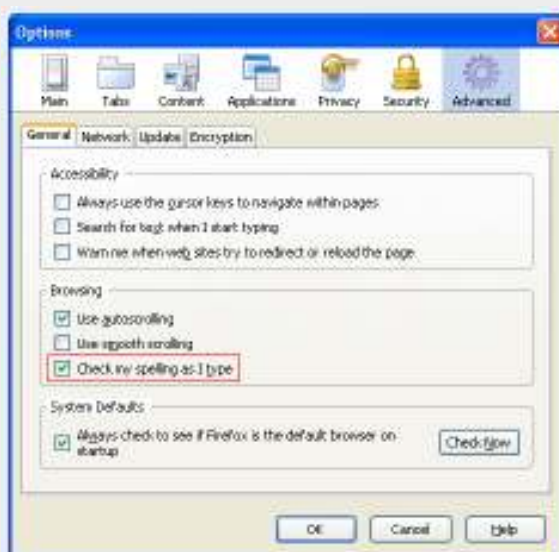 Options
Main Tabs Content Applications Privacy Security Advanced
General Network Update Encryption
Accessibility
Always use the cursor keys to navigate within pages
Search for text when I start typing
Warn me when web sites try to redirect or reload the page
Browsing
Use autoscrolling
Use smooth scrolling
Check my spelling as I type
System Defaults
Always check to see if Firefox is the default browser on
startup
Check Now
OK Cancel Help